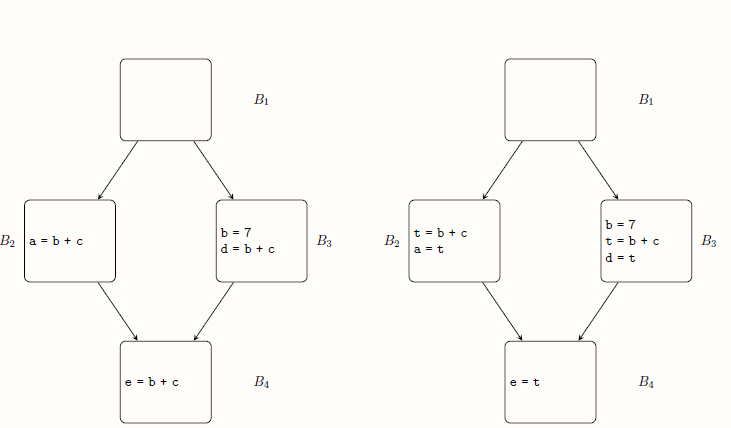 B₁
B₂
a = b + c
b = 7
d = b + c
B₃
e = b + c
B₄
B₁
B₂
t = b + c
a = t
b = 7
t = b + c
d = t
B₃
e = t
B₄